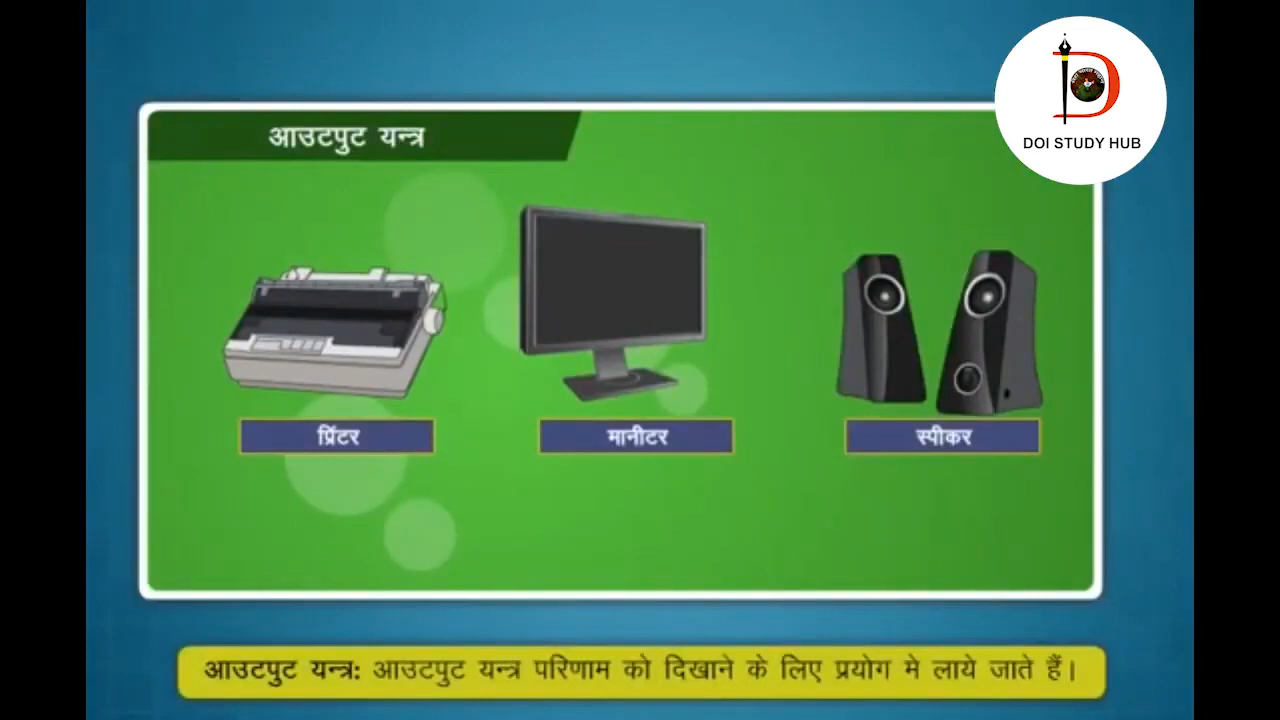 DOI STUDY HUB
आउटपुट यन्त्र
प्रिंटर
मानीटर
स्पीकर
आउटपुट यन्त्र: आउटपुट यन्त्र परिणाम को दिखाने के लिए प्रयोग मे लाये जाते हैं।